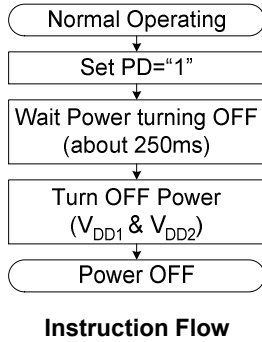 Normal Operating
Set PD=“1”
Wait Power turning OFF
(about 250ms)
Turn OFF Power
(VDD1 & VDD2)
Power OFF
Instruction Flow